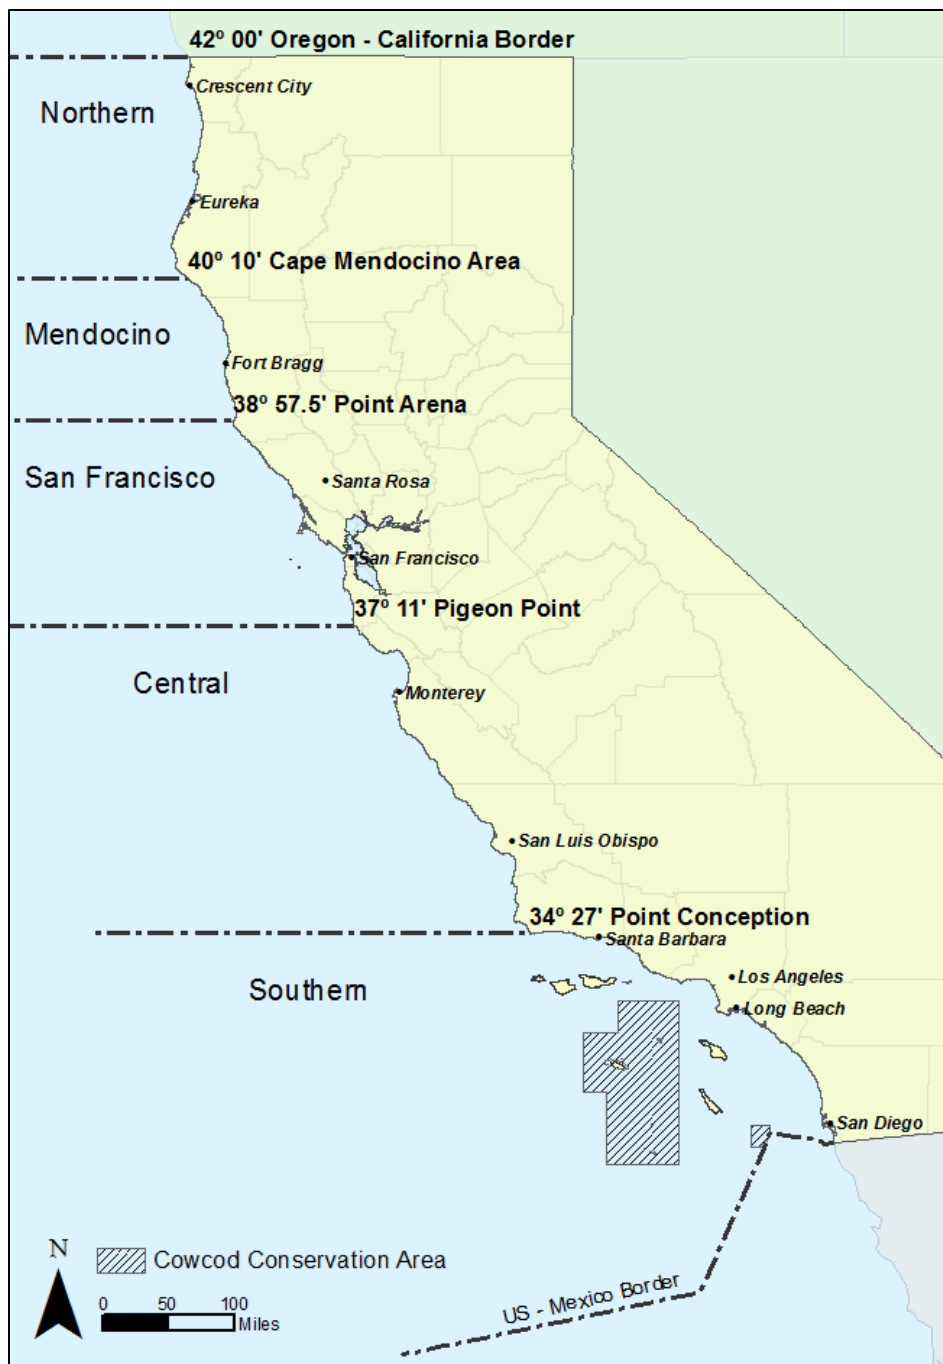 42º 00' Oregon - California Border
Crescent City
Northern
Eureka
40º 10' Cape Mendocino Area
Mendocino
Fort Bragg
38º 57.5' Point Arena
San Francisco
Santa Rosa
San Francisco
37º 11' Pigeon Point
Central
Monterey
San Luis Obispo
34º 27' Point Conception
Santa Barbara
Southern
Los Angeles
Long Beach
San Diego
N
Cowcod Conservation Area
0 50 100
Miles
US - Mexico Border